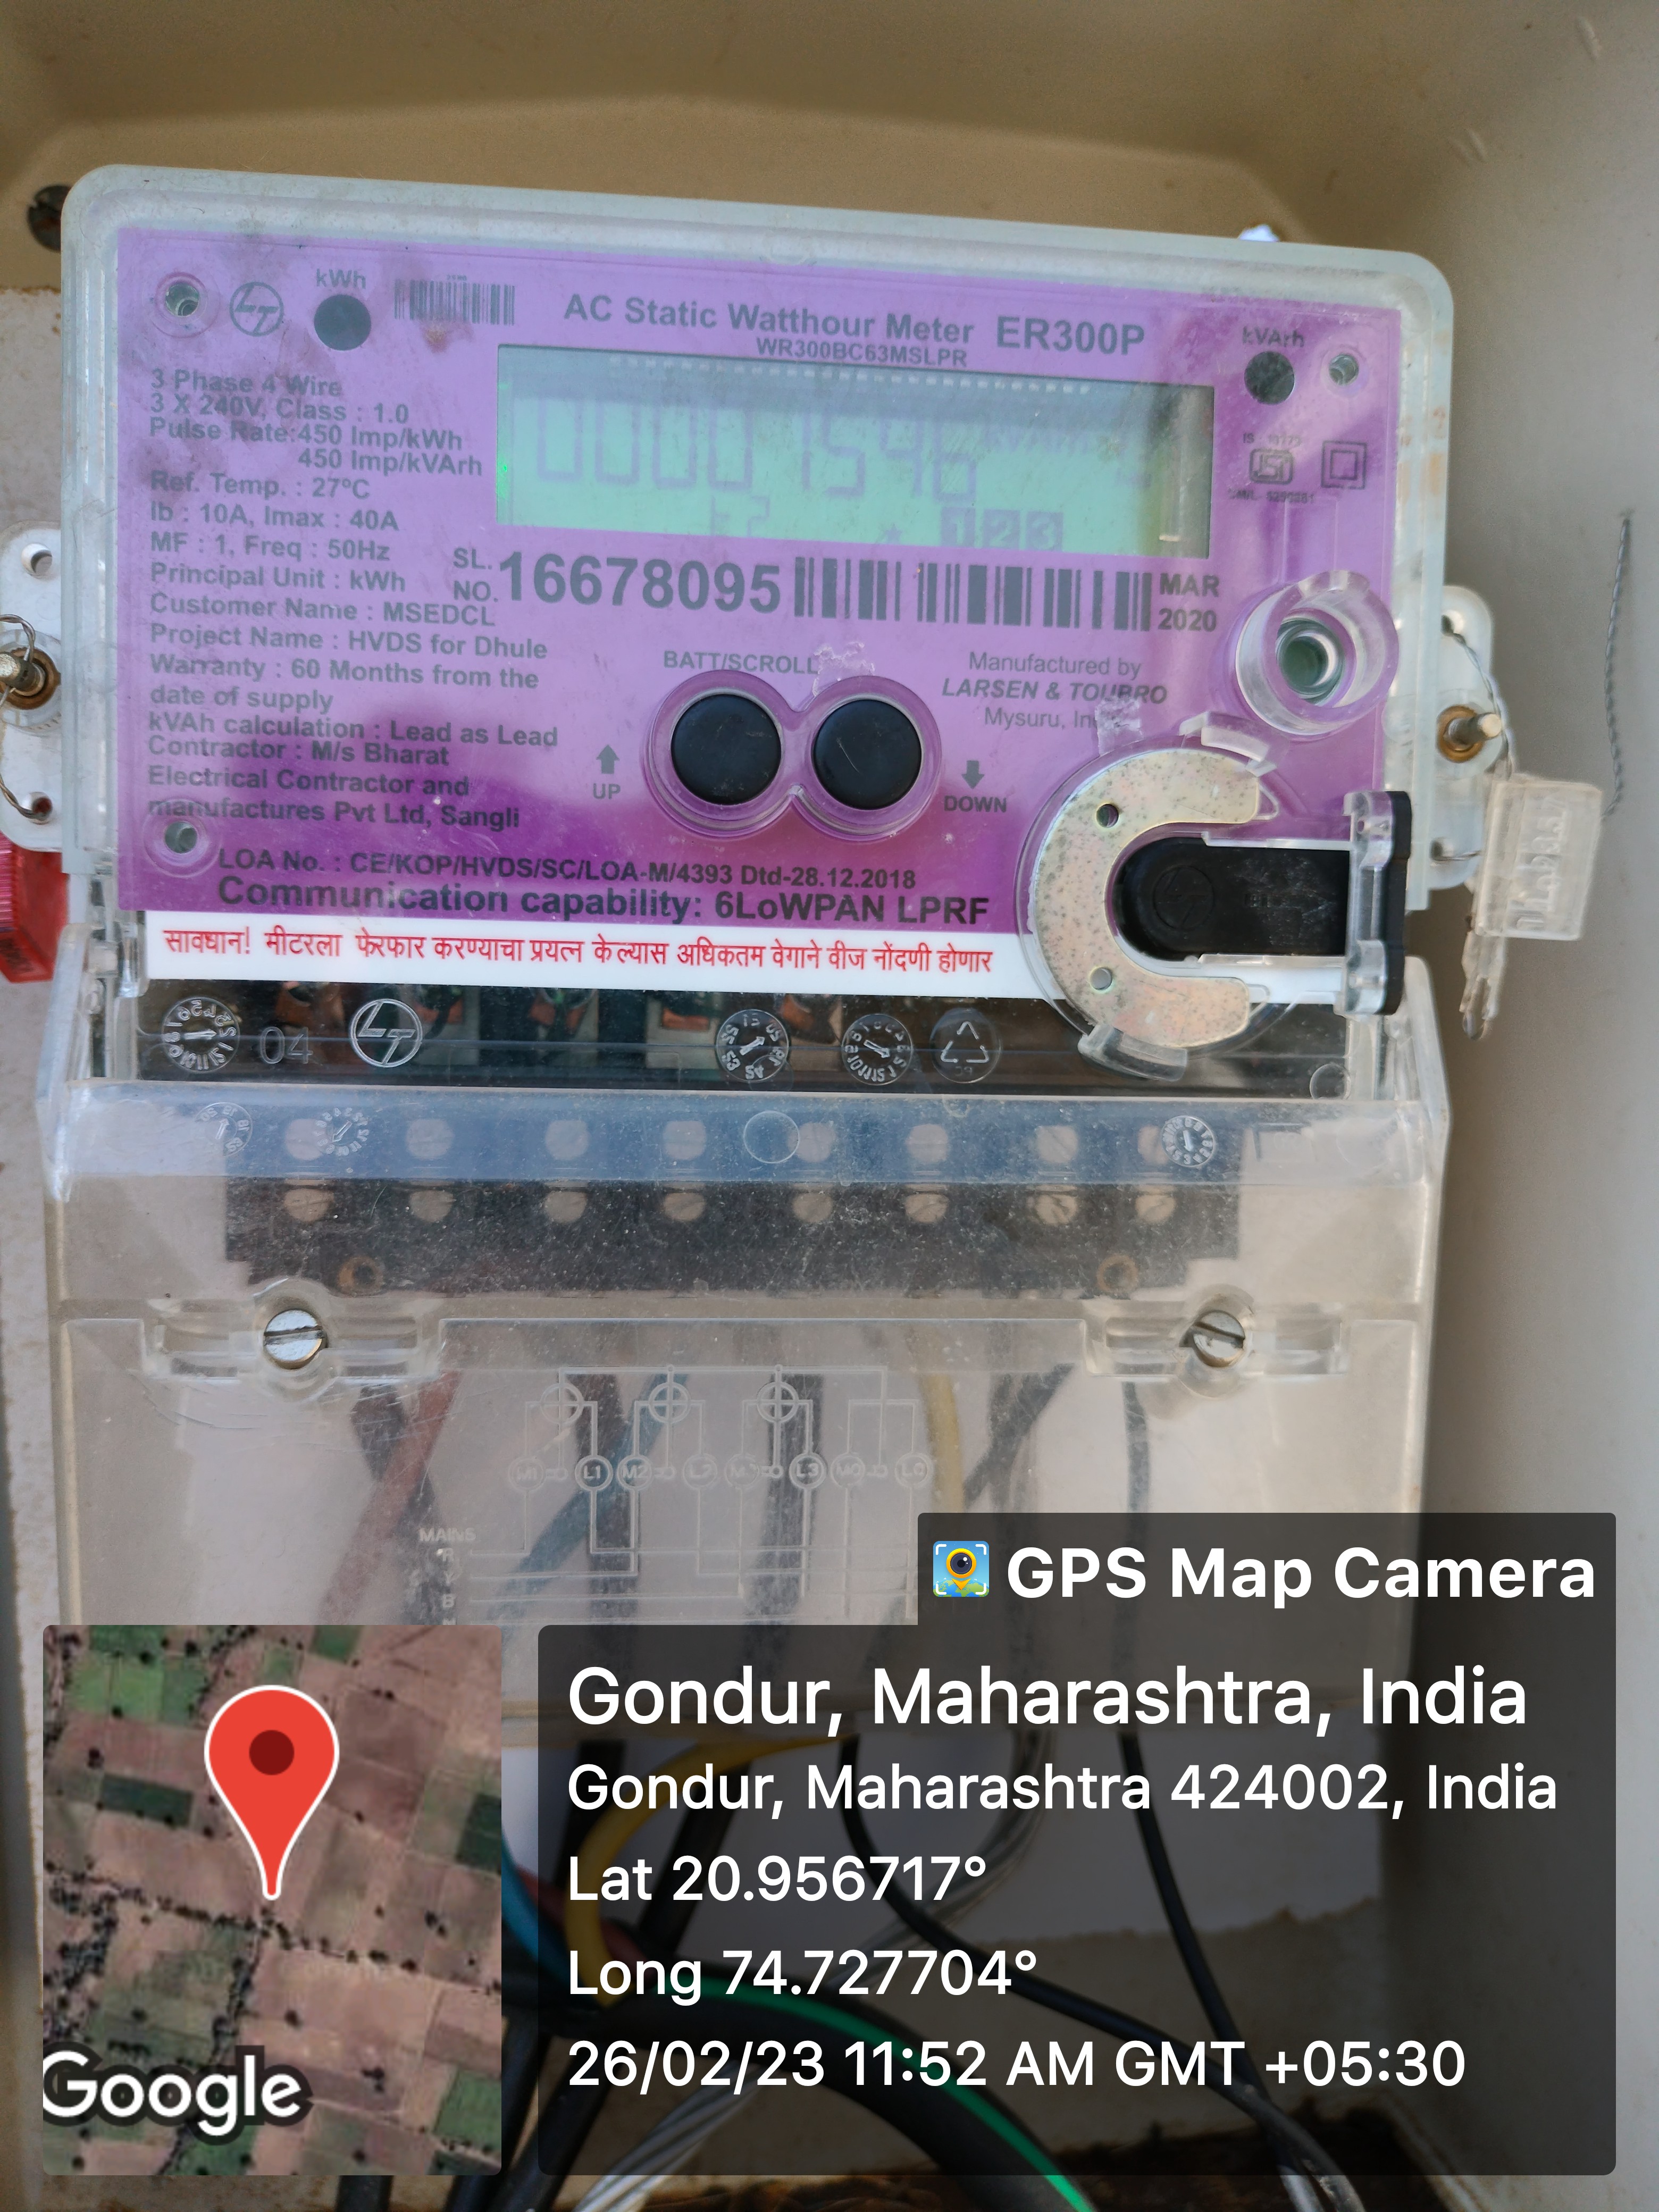 kWh
AC Static Watthour Meter ER300P
WR300BC63MSLPR
kVArh
3 Phase 4 Wire
3 X 240V, Class : 1.0
Pulse Rate:450 Imp/kWh
450 Imp/kVArh
Ref. Temp. : 27°C
Ib : 10A, Imax : 40A
MF : 1, Freq : 50Hz
Principal Unit : kWh
Customer Name : MSEDCL
Project Name : HVDS for Dhule
Warranty : 60 Months from the
date of supply
kVAh calculation : Lead as Lead
Contractor : M/s Bharat
Electrical Contractor and
manufactures Pvt Ltd, Sangli
00001546
123
SL.
NO. 16678095
MAR
2020
BATT/SCROLL
UP
DOWN
Manufactured by
LARSEN & TOUBRO
Mysuru,
LOA No. : CE/KOP/HVDS/SC/LOA-M/4393 Dtd-28.12.2018
Communication capability: 6LoWPAN LPRF
सावधान! मीटरला फेरफार करण्याचा प्रयत्न केल्यास अधिकतम वेगाने वीज नोंदणी होणार
04
LT
L1 M2 L3
MAINS
GPS Map Camera
Gondur, Maharashtra, India
Gondur, Maharashtra 424002, India
Lat 20.956717°
Long 74.727704°
26/02/23 11:52 AM GMT +05:30
Google